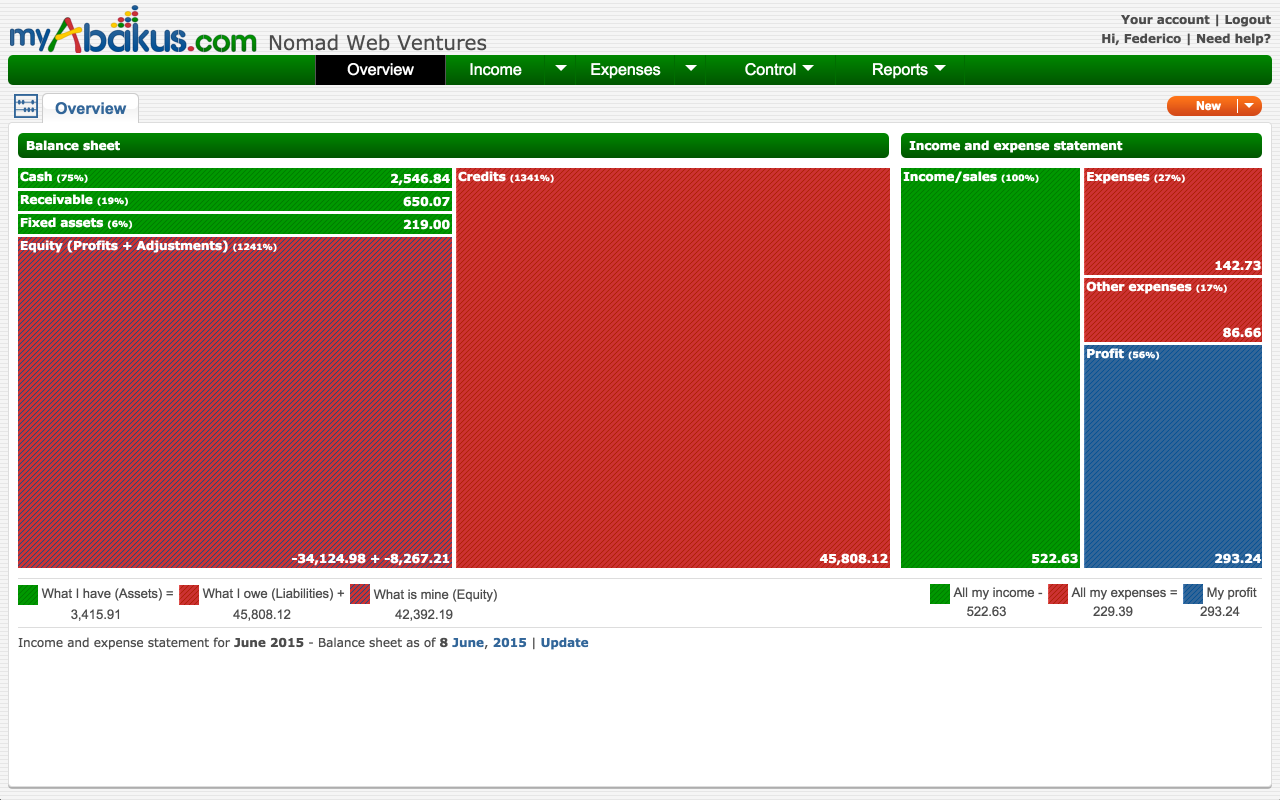 myAbakus.com Nomad Web Ventures
Your account | Logout
Hi, Federico | Need help?
Overview Income Expenses Control Reports
Overview
New
Balance sheet
Cash (75%) 2,546.84
Receivable (19%) 650.07
Fixed assets (6%) 219.00
Equity (Profits + Adjustments) (1241%)
-34,124.98 + -8,267.21
Credits (1341%)
45,808.12
Income and expense statement
Income/sales (100%)
522.63
Expenses (27%)
142.73
Other expenses (17%)
86.66
Profit (56%)
293.24
What I have (Assets) = What I owe (Liabilities) + What is mine (Equity)
3,415.91 45,808.12 42,392.19
All my income - All my expenses = My profit
522.63 229.39 293.24
Income and expense statement for June 2015 - Balance sheet as of 8 June, 2015 | Update